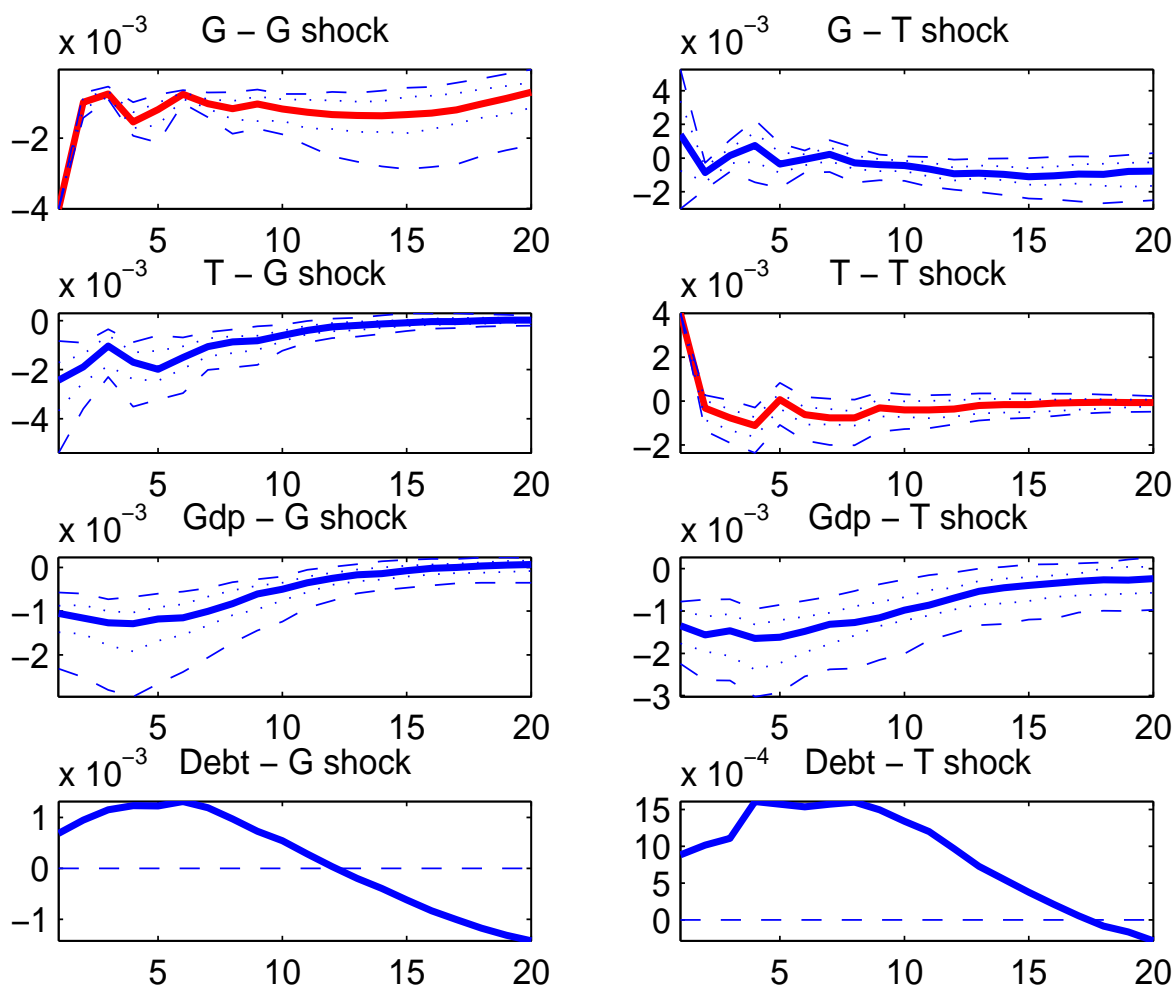 x 10−3
G − G shock
−2
−4
5 10 15 20
x 10−3
G − T shock
4
2
0
−2
5 10 15 20
x 10−3
T − G shock
0
−2
−4
5 10 15 20
x 10−3
T − T shock
4
2
0
−2
5 10 15 20
x 10−3
Gdp − G shock
0
−1
−2
5 10 15 20
x 10−3
Gdp − T shock
0
−1
−2
−3
5 10 15 20
x 10−3
Debt − G shock
1
0
−1
5 10 15 20
x 10−4
Debt − T shock
15
10
5
0
5 10 15 20